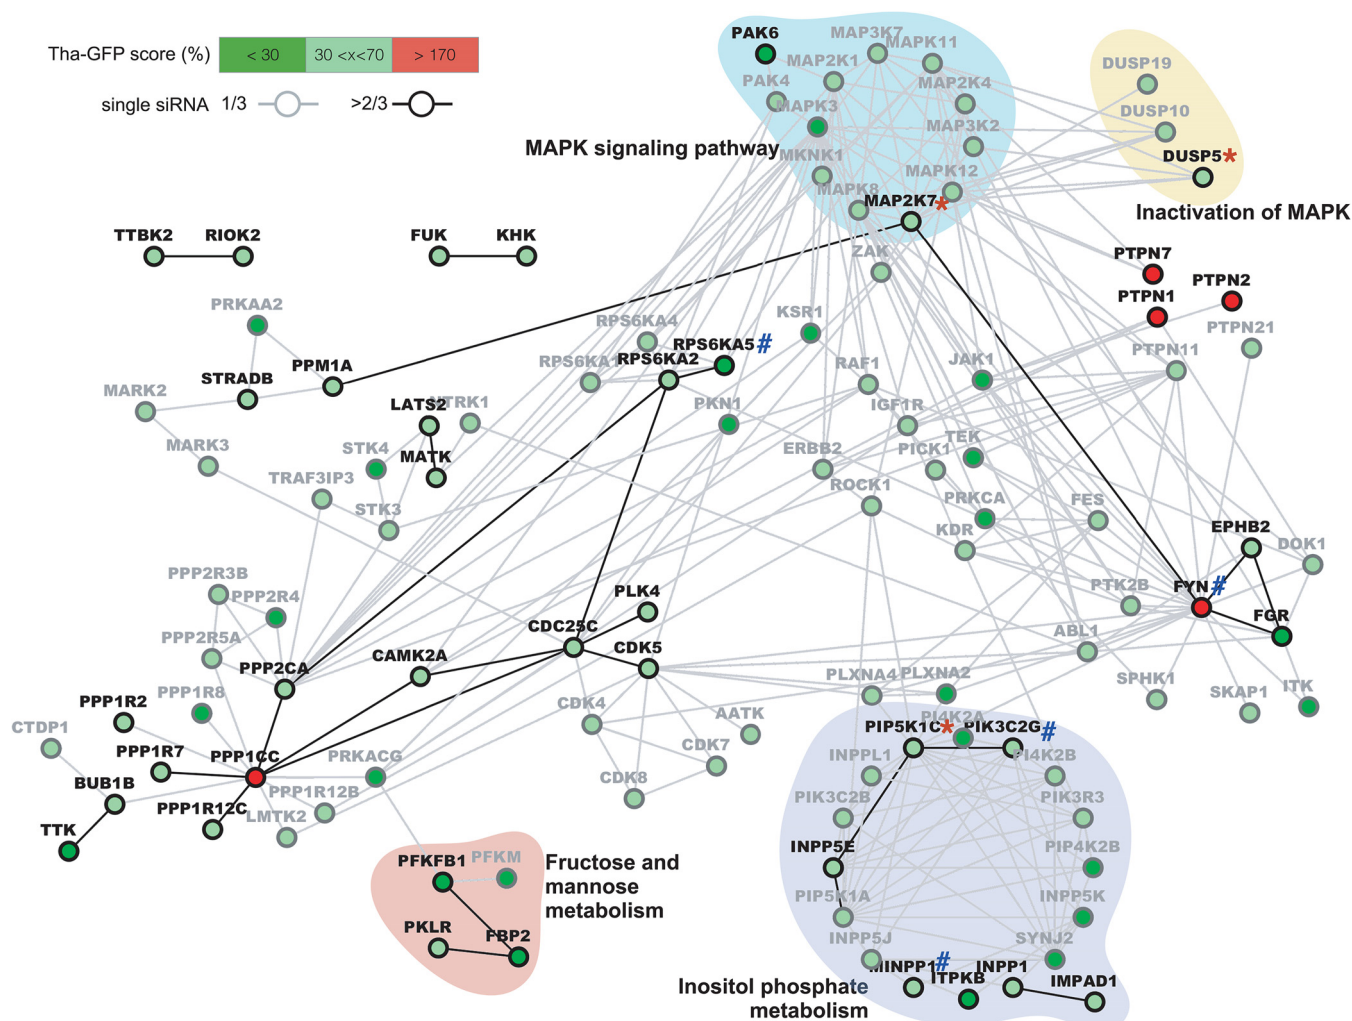 Tha-GFP score (%)
< 30
30 <x<70
> 170
single siRNA
1/3
>2/3
PAK6
MAP3K7
MAPK11
MAP2K1
PAK4
MAP2K4
MAPK3
MAP3K2
MAPK signaling pathway
MKNK1
MAPK12
MAPK8
MAP2K7*
DUSP19
DUSP10
DUSP5*
Inactivation of MAPK
TTBK2
RIOK2
FUK
KHK
ZAK
PTPN7
PTPN2
PTPN1
PTPN21
PTPN11
PRKAA2
PPM1A
STRADB
MARK2
MARK3
RPS6KA4
RPS6KA5 #
RPS6KA1
RPS6KA2
KSR1
RAF1
JAK1
LATS2
NTRK1
PKN1
IGF1R
STK4
MATK
ERBB2
PICK1
TEK
TRAF3IP3
STK3
ROCK1
PRKCA
FES
KDR
EPHB2
DOK1
PPP2R3B
PPP2R4
PLK4
PTK2B
FYN #
FGR
PPP2R5A
PPP2CA
CAMK2A
CDC25C
CDK5
ABL1
PPP1R2
PPP1R8
PLXNA4
PLXNA2
SPHK1
SKAP1
ITK
CTDP1
CDK4
AATK
PPP1R7
PPP1CC
PRKACG
CDK7
BUB1B
PPP1R12C
PPP1R12B
CDK8
TTK
LMTK2
PI4K2A
PIP5K1C*
PIK3C2G #
INPPL1
PI4K2B
PIK3C2B
PIK3R3
INPP5E
PIP4K2B
PIP5K1A
INPP5K
INPP5J
SYNJ2
MINPP1 #
ITPKB
INPP1
IMPAD1
PFKFB1
PFKM
Fructose and
mannose
metabolism
PKLR
FBP2
Inositol phosphate
metabolism